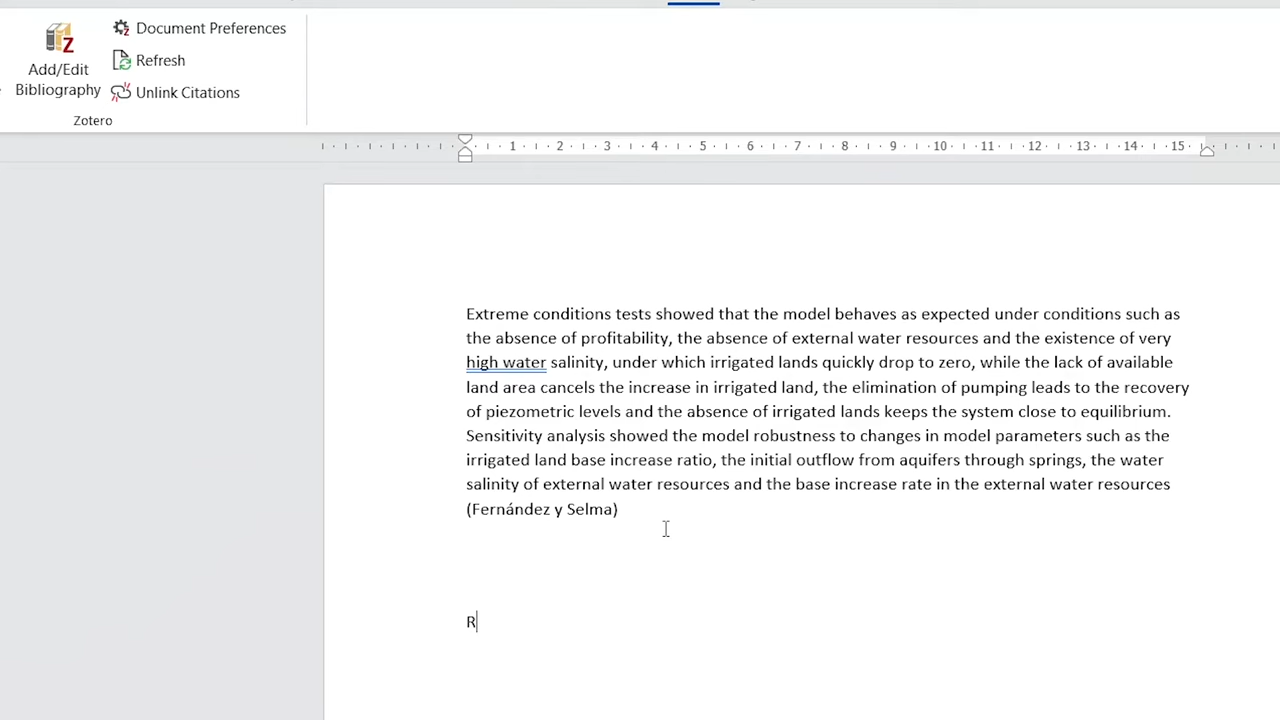 Document Preferences
Add/Edit
Bibliography
Refresh
Unlink Citations
Zotero
1 2 3 4 5 6 7 8 9 10 11 12 13 14 15
Extreme conditions tests showed that the model behaves as expected under conditions such as
the absence of profitability, the absence of external water resources and the existence of very
high water salinity, under which irrigated lands quickly drop to zero, while the lack of available
land area cancels the increase in irrigated land, the elimination of pumping leads to the recovery
of piezometric levels and the absence of irrigated lands keeps the system close to equilibrium.
Sensitivity analysis showed the model robustness to changes in model parameters such as the
irrigated land base increase ratio, the initial outflow from aquifers through springs, the water
salinity of external water resources and the base increase rate in the external water resources
(Fernández y Selma)
R